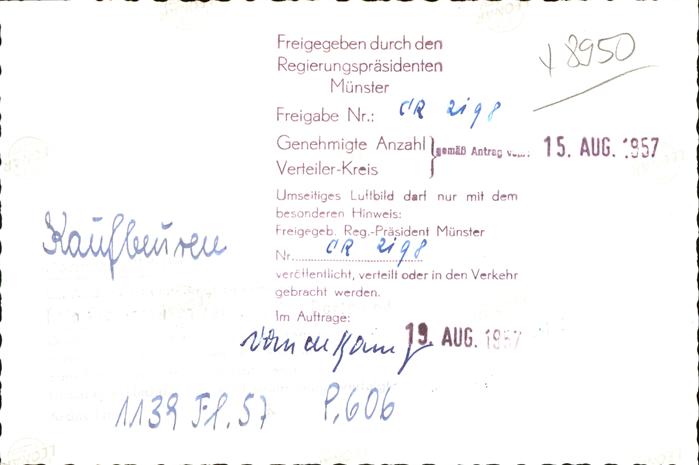 Freigegeben durch den
Regierungspräsidenten
Münster
8950
Freigabe Nr.: CR 2198
Genehmigte Anzahl
Verteiler-Kreis
gemäß Antrag vom: 15. AUG. 1957
Umseitiges Luftbild darf nur mit dem
besonderen Hinweis:
Freigegeb. Reg.-Präsident Münster
Nr. CR 2198
veröffentlicht, verteilt oder in den Verkehr
gebracht werden.
Kaufbeuren
Im Auftrage:
19. AUG. 1957
1139 Fl. 57 P. 606